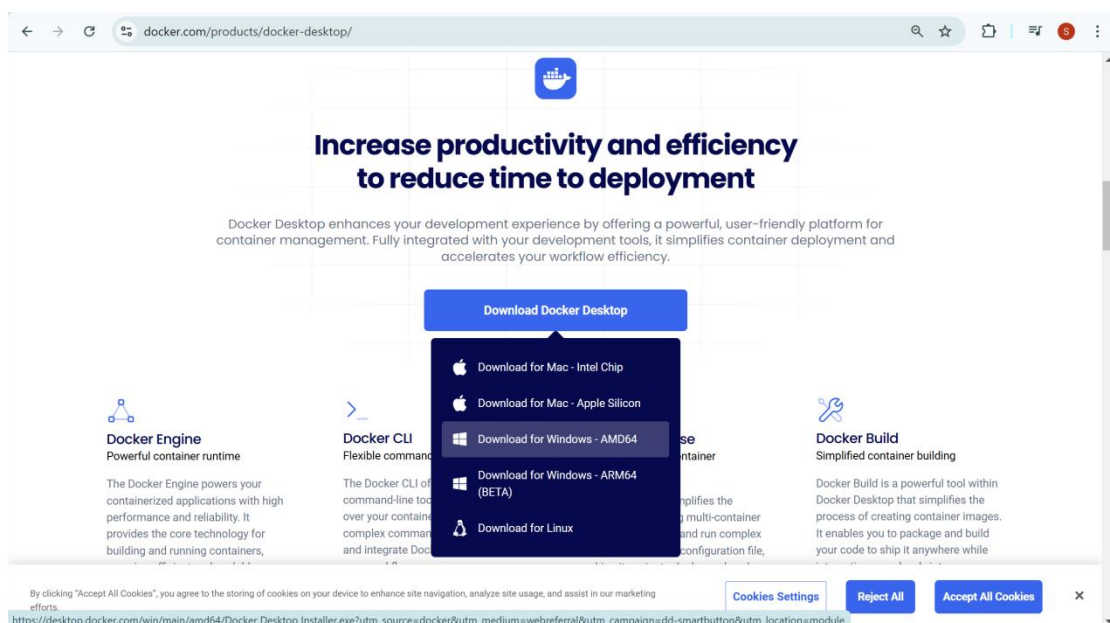 docker.com/products/docker-desktop/
S
Increase productivity and efficiency
to reduce time to deployment
Docker Desktop enhances your development experience by offering a powerful, user-friendly platform for
container management. Fully integrated with your development tools, it simplifies container deployment and
accelerates your workflow efficiency.
Download Docker Desktop
Download for Mac - Intel Chip
Download for Mac - Apple Silicon
Download for Windows - AMD64
Download for Windows - ARM64
(BETA)
Download for Linux
Docker Engine
Powerful container runtime
The Docker Engine powers your
containerized applications with high
performance and reliability. It
provides the core technology for
building and running containers,
Docker CLI
Flexible command
The Docker CLI of
command-line too
over your containe
complex comman
and integrate Doc
se
ntainer
nplifies the
g multi-container
and run complex
configuration file,
Docker Build
Simplified container building
Docker Build is a powerful tool within
Docker Desktop that simplifies the
process of creating container images.
It enables you to package and build
your code to ship it anywhere while
By clicking "Accept All Cookies", you agree to the storing of cookies on your device to enhance site navigation, analyze site usage, and assist in our marketing
efforts.
Cookies Settings
Reject All
Accept All Cookies
https://desktop.docker.com/win/main/amd64/Docker Desktop Installer.exe?utm_source=docker&utm_medium=webreferral&utm_campaign=dd-smartbutton&utm_location=module